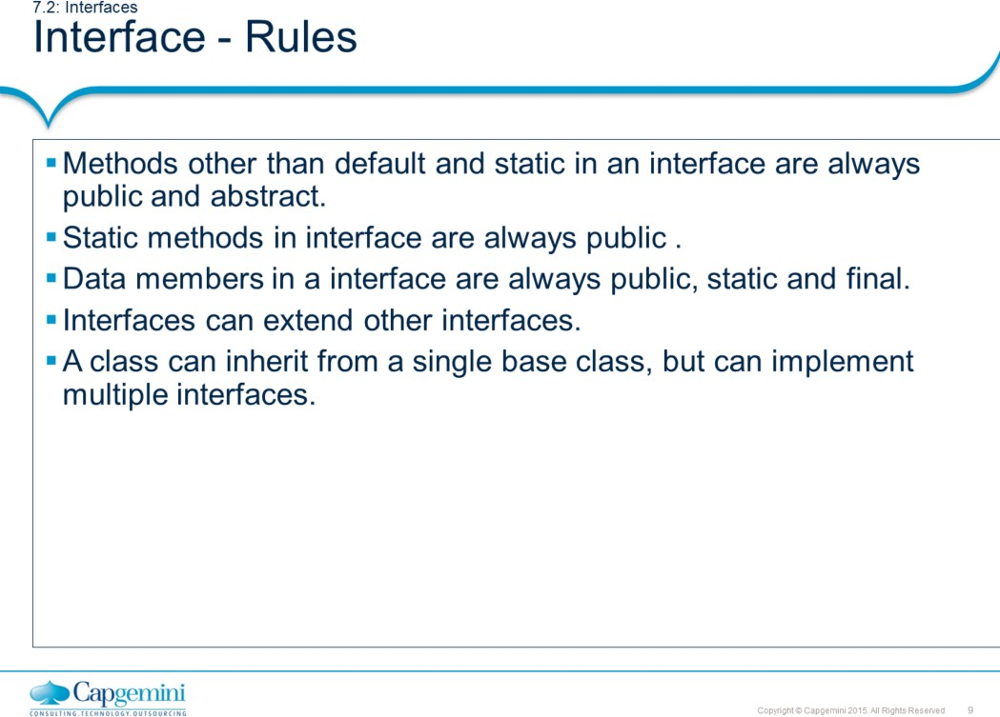 7.2: Interfaces
Interface - Rules
Methods other than default and static in an interface are always
public and abstract.
Static methods in interface are always public .
Data members in a interface are always public, static and final.
Interfaces can extend other interfaces.
A class can inherit from a single base class, but can implement
multiple interfaces.
Capgemini
CONSULTING.TECHNOLOGY.OUTSOURCING
Copyright © Capgemini 2015. All Rights Reserved 9